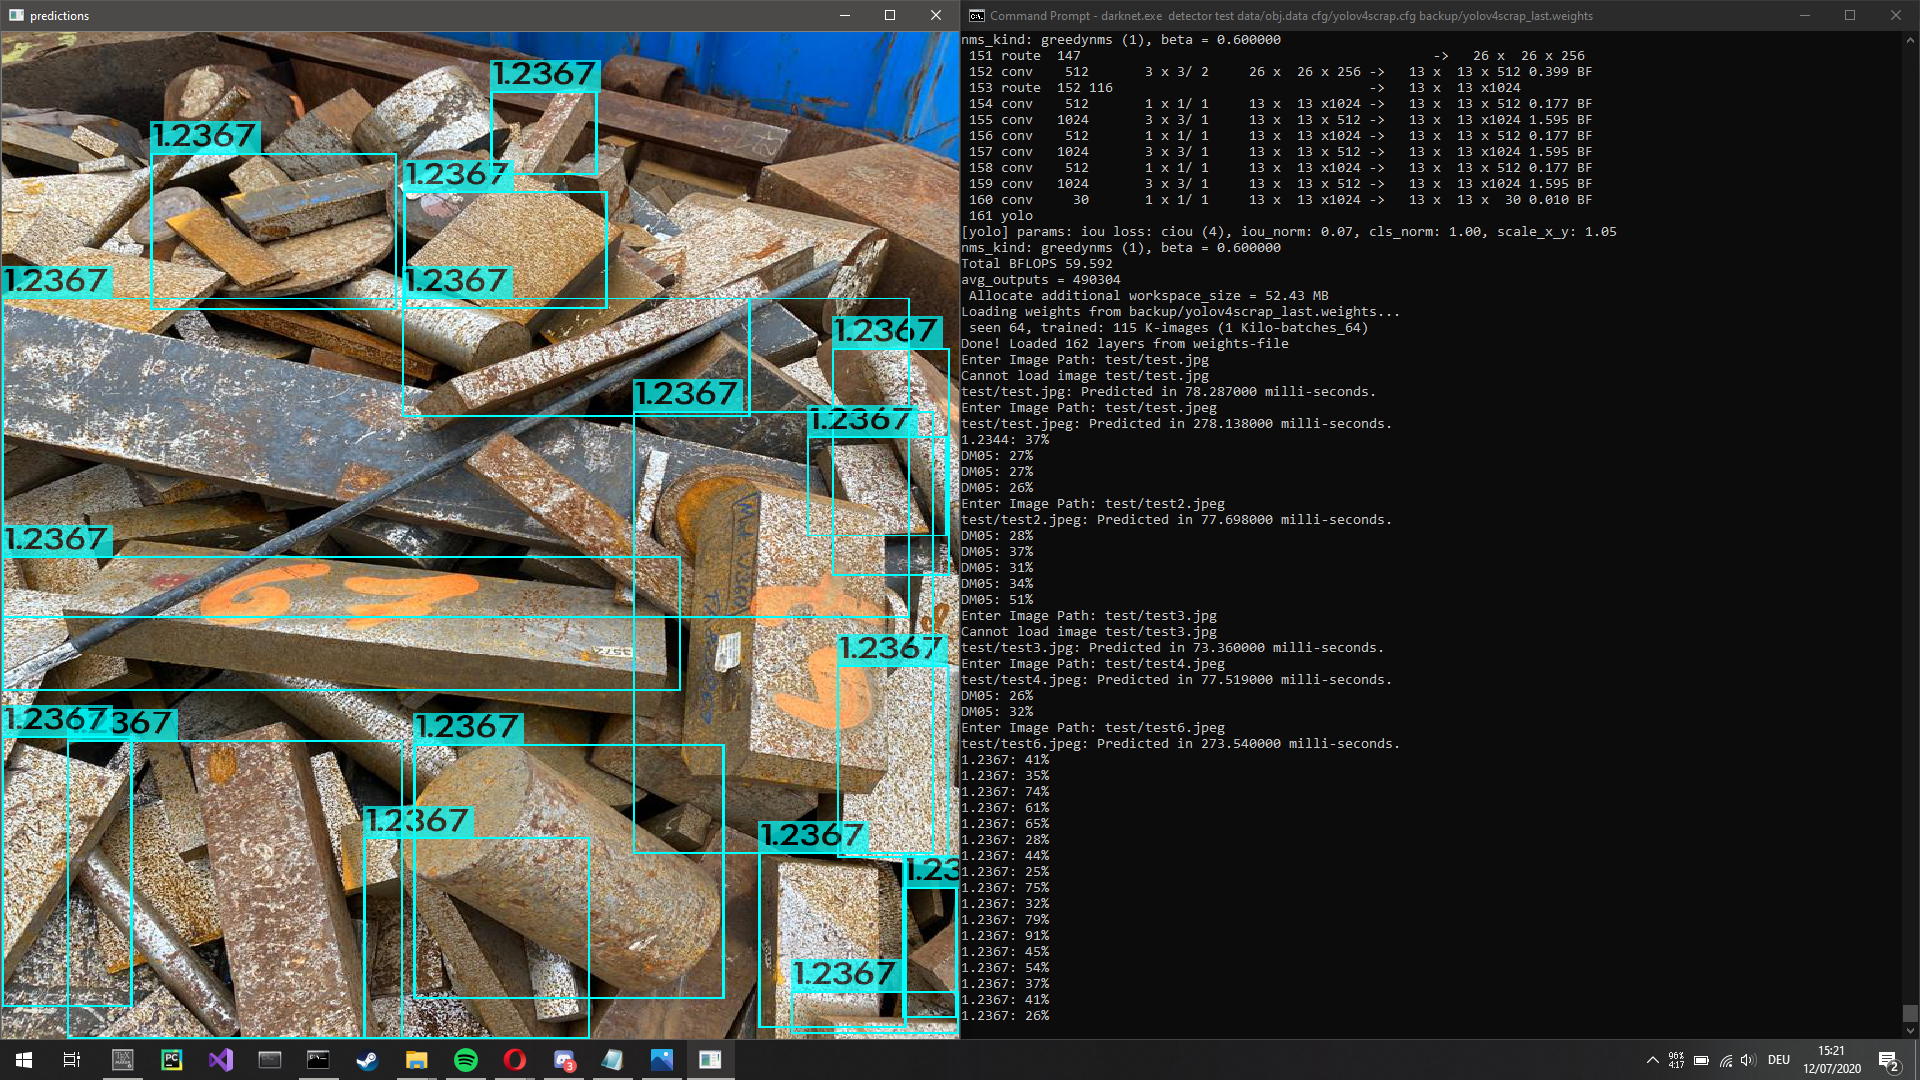 predictions
1.2367
1.2367
1.2367
1.2367
1.2367
1.2367
1.2367
1.2367
1.2367
1.2367
1.2367
1.2367
367
1.2367
1.2367
1.2367
1.23
1.2367
Command Prompt - darknet.exe detector test data/obj.data cfg/yolov4scrap.cfg backup/yolov4scrap_last.weights
nms_kind: greedynms (1), beta = 0.600000
151 route 147 -> 26 x 26 x 256
152 conv 512 3 x 3/ 2 26 x 26 x 256 -> 13 x 13 x 512 0.399 BF
153 route 152 116 -> 13 x 13 x1024
154 conv 512 1 x 1/ 1 13 x 13 x1024 -> 13 x 13 x 512 0.177 BF
155 conv 1024 3 x 3/ 1 13 x 13 x 512 -> 13 x 13 x1024 1.595 BF
156 conv 512 1 x 1/ 1 13 x 13 x1024 -> 13 x 13 x 512 0.177 BF
157 conv 1024 3 x 3/ 1 13 x 13 x 512 -> 13 x 13 x1024 1.595 BF
158 conv 512 1 x 1/ 1 13 x 13 x1024 -> 13 x 13 x 512 0.177 BF
159 conv 1024 3 x 3/ 1 13 x 13 x 512 -> 13 x 13 x1024 1.595 BF
160 conv 30 1 x 1/ 1 13 x 13 x1024 -> 13 x 13 x 30 0.010 BF
161 yolo
[yolo] params: iou loss: ciou (4), iou_norm: 0.07, cls_norm: 1.00, scale_x_y: 1.05
nms_kind: greedynms (1), beta = 0.600000
Total BFLOPS 59.592
avg_outputs = 490304
Allocate additional workspace_size = 52.43 MB
Loading weights from backup/yolov4scrap_last.weights...
seen 64, trained: 115 K-images (1 Kilo-batches_64)
Done! Loaded 162 layers from weights-file
Enter Image Path: test/test.jpg
Cannot load image test/test.jpg
test/test.jpg: Predicted in 78.287000 milli-seconds.
Enter Image Path: test/test.jpeg
test/test.jpeg: Predicted in 278.138000 milli-seconds.
1.2344: 37%
DM05: 27%
DM05: 27%
DM05: 26%
Enter Image Path: test/test2.jpeg
test/test2.jpeg: Predicted in 77.698000 milli-seconds.
DM05: 28%
DM05: 37%
DM05: 31%
DM05: 34%
DM05: 51%
Enter Image Path: test/test3.jpg
Cannot load image test/test3.jpg
test/test3.jpg: Predicted in 73.360000 milli-seconds.
Enter Image Path: test/test4.jpeg
test/test4.jpeg: Predicted in 77.519000 milli-seconds.
DM05: 26%
DM05: 32%
Enter Image Path: test/test6.jpeg
test/test6.jpeg: Predicted in 273.540000 milli-seconds.
1.2367: 41%
1.2367: 35%
1.2367: 74%
1.2367: 61%
1.2367: 65%
1.2367: 28%
1.2367: 44%
1.2367: 25%
1.2367: 75%
1.2367: 32%
1.2367: 79%
1.2367: 91%
1.2367: 45%
1.2367: 54%
1.2367: 37%
1.2367: 41%
1.2367: 26%
96%
4:17
DEU
15:21
12/07/2020
3
2